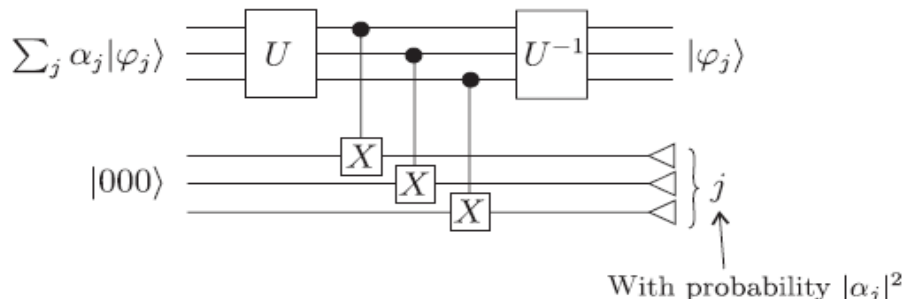 ∑_j α_j|φ_j⟩ U U⁻¹ |φ_j⟩
X
|000⟩ X j
X
With probability |α_j|²